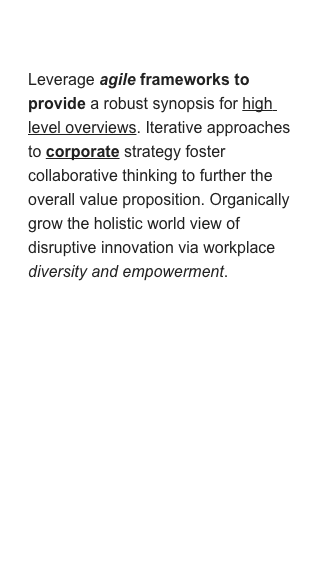 Leverage agile frameworks to
provide a robust synopsis for high
level overviews. Iterative approaches
to corporate strategy foster
collaborative thinking to further the
overall value proposition. Organically
grow the holistic world view of
disruptive innovation via workplace
diversity and empowerment.